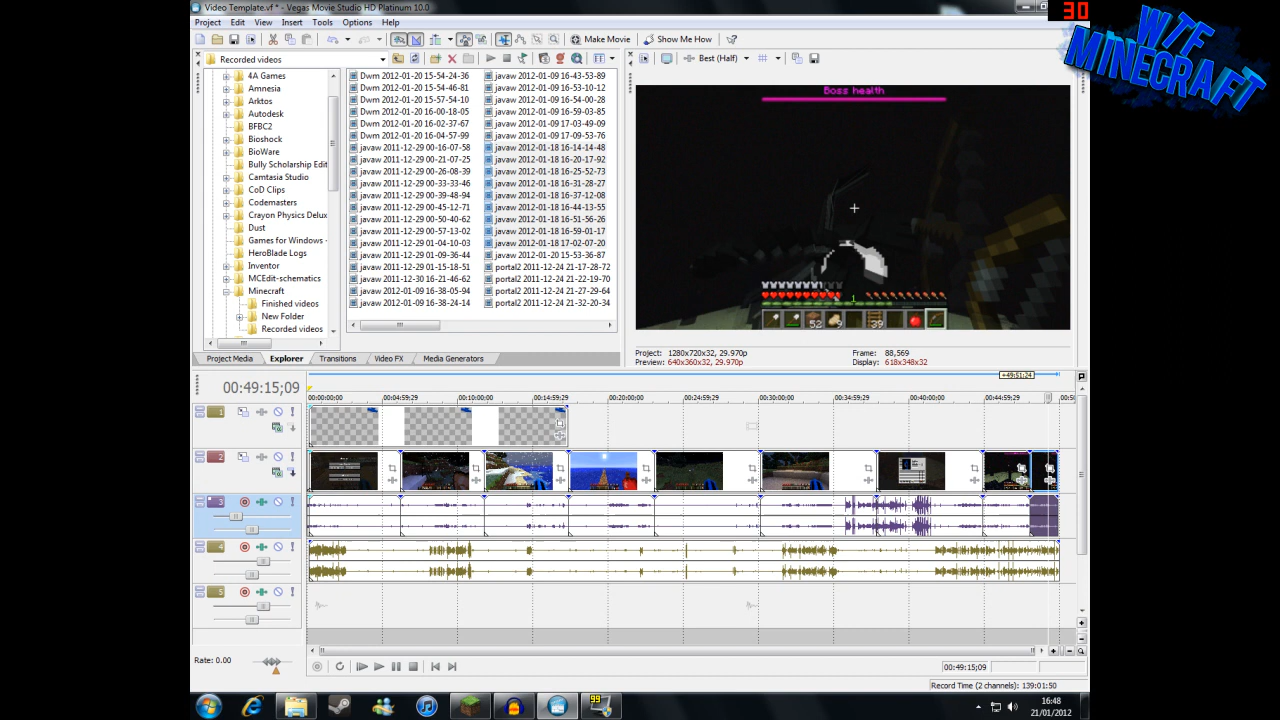 Video Template.vf * - Vegas Movie Studio HD Platinum 10.0
30
WTF
MINECRAFT
Project Edit View Insert Tools Options Help
Make Movie Show Me How
Recorded videos
Best (Half)
4A Games
Amnesia
Arktos
Autodesk
BFBC2
Bioshock
BioWare
Bully Scholarship Edit
Camtasia Studio
CoD Clips
Codemasters
Crayon Physics Delux
Dust
Games for Windows -
HeroBlade Logs
Inventor
MCEdit-schematics
Minecraft
Finished videos
New Folder
Recorded videos
Dwm 2012-01-20 15-54-24-36
Dwm 2012-01-20 15-54-46-83
Dwm 2012-01-20 15-57-54-10
Dwm 2012-01-20 16-00-18-05
Dwm 2012-01-20 16-02-37-67
Dwm 2012-01-20 16-04-57-99
javaw 2011-12-29 00-16-07-58
javaw 2011-12-29 00-21-07-25
javaw 2011-12-29 00-26-08-39
javaw 2011-12-29 00-33-33-46
javaw 2011-12-29 00-39-48-94
javaw 2011-12-29 00-45-12-71
javaw 2011-12-29 00-50-40-62
javaw 2011-12-29 00-57-13-02
javaw 2011-12-29 01-04-10-03
javaw 2011-12-29 01-09-36-44
javaw 2011-12-29 01-15-18-51
javaw 2011-12-30 16-21-46-62
javaw 2012-01-09 16-38-05-94
javaw 2012-01-09 16-38-24-14
javaw 2012-01-09 16-43-53-89
javaw 2012-01-09 16-53-10-12
javaw 2012-01-09 16-54-00-28
javaw 2012-01-09 16-59-03-85
javaw 2012-01-09 17-03-49-09
javaw 2012-01-09 17-09-53-76
javaw 2012-01-18 16-14-14-48
javaw 2012-01-18 16-20-17-92
javaw 2012-01-18 16-25-52-73
javaw 2012-01-18 16-31-28-27
javaw 2012-01-18 16-37-12-08
javaw 2012-01-18 16-44-13-55
javaw 2012-01-18 16-51-56-26
javaw 2012-01-18 16-59-01-17
javaw 2012-01-18 17-02-07-20
javaw 2012-01-20 15-53-36-87
portal2 2011-12-24 21-17-28-72
portal2 2011-12-24 21-22-19-70
portal2 2011-12-24 21-27-29-64
portal2 2011-12-24 21-32-20-34
Boss health
1
52 9 39
Project Media Explorer Transitions Video FX Media Generators
Project: 1280x720x32, 29.970p
Preview: 640x360x32, 29.970p
Frame: 88,569
Display: 618x348x32
+49:51:24
00:49:15;09
00:00:00;00 00:04:59;29 00:10:00;00 00:14:59;29 00:20:00;00 00:24:59;29 00:30:00;00 00:34:59;29 00:40:00;00 00:44:59;29
1
2
3
4
5
Rate: 0.00
00:49:15;09
Record Time (2 channels): 139:01:50
99
16:48
21/01/2012